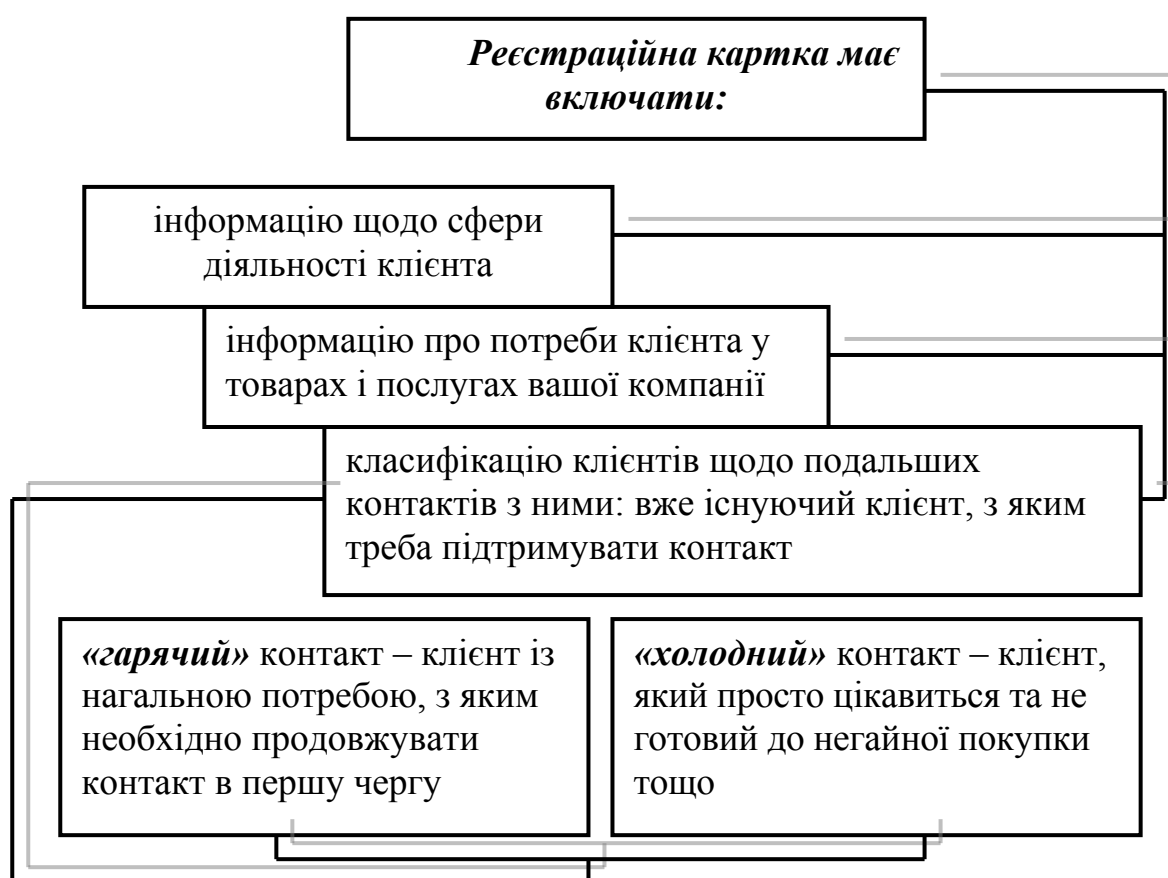 Реєстраційна картка має
включати:
інформацію щодо сфери
діяльності клієнта
інформацію про потреби клієнта у
товарах і послугах вашої компанії
класифікацію клієнтів щодо подальших
контактів з ними: вже існуючий клієнт, з яким
треба підтримувати контакт
«гарячий» контакт – клієнт із
нагальною потребою, з яким
необхідно продовжувати
контакт в першу чергу
«холодний» контакт – клієнт,
який просто цікавиться та не
готовий до негайної покупки
тощо